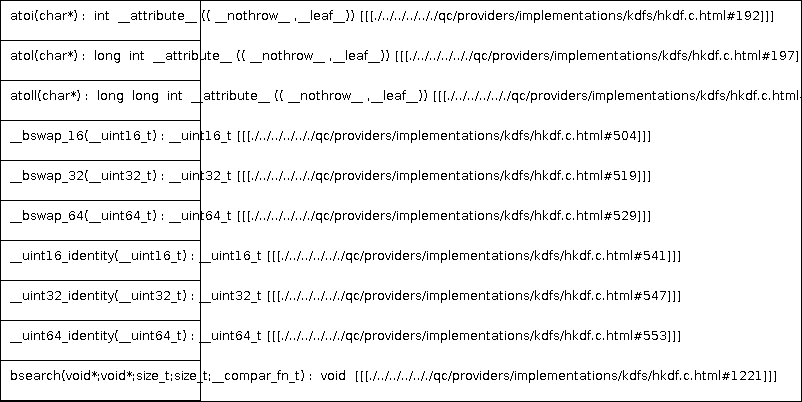 atoi(char*) : int __attribute__ (( __nothrow__ ,__leaf__)) [[[./../../../../qc/providers/implementations/kdfs/hkdf.c.html#192]]]
atol(char*) : long int __attribute__ (( __nothrow__ ,__leaf__)) [[[./../../../../qc/providers/implementations/kdfs/hkdf.c.html#197]
atoll(char*) : long long int __attribute__ (( __nothrow__ ,__leaf__)) [[[./../../../../qc/providers/implementations/kdfs/hkdf.c.html
__bswap_16(__uint16_t) : __uint16_t [[[./../../../../qc/providers/implementations/kdfs/hkdf.c.html#504]]]
__bswap_32(__uint32_t) : __uint32_t [[[./../../../../qc/providers/implementations/kdfs/hkdf.c.html#519]]]
__bswap_64(__uint64_t) : __uint64_t [[[./../../../../qc/providers/implementations/kdfs/hkdf.c.html#529]]]
__uint16_identity(__uint16_t) : __uint16_t [[[./../../../../qc/providers/implementations/kdfs/hkdf.c.html#541]]]
__uint32_identity(__uint32_t) : __uint32_t [[[./../../../../qc/providers/implementations/kdfs/hkdf.c.html#547]]]
__uint64_identity(__uint64_t) : __uint64_t [[[./../../../../qc/providers/implementations/kdfs/hkdf.c.html#553]]]
bsearch(void*;void*;size_t;size_t;__compar_fn_t) : void [[[./../../../../qc/providers/implementations/kdfs/hkdf.c.html#1221]]]